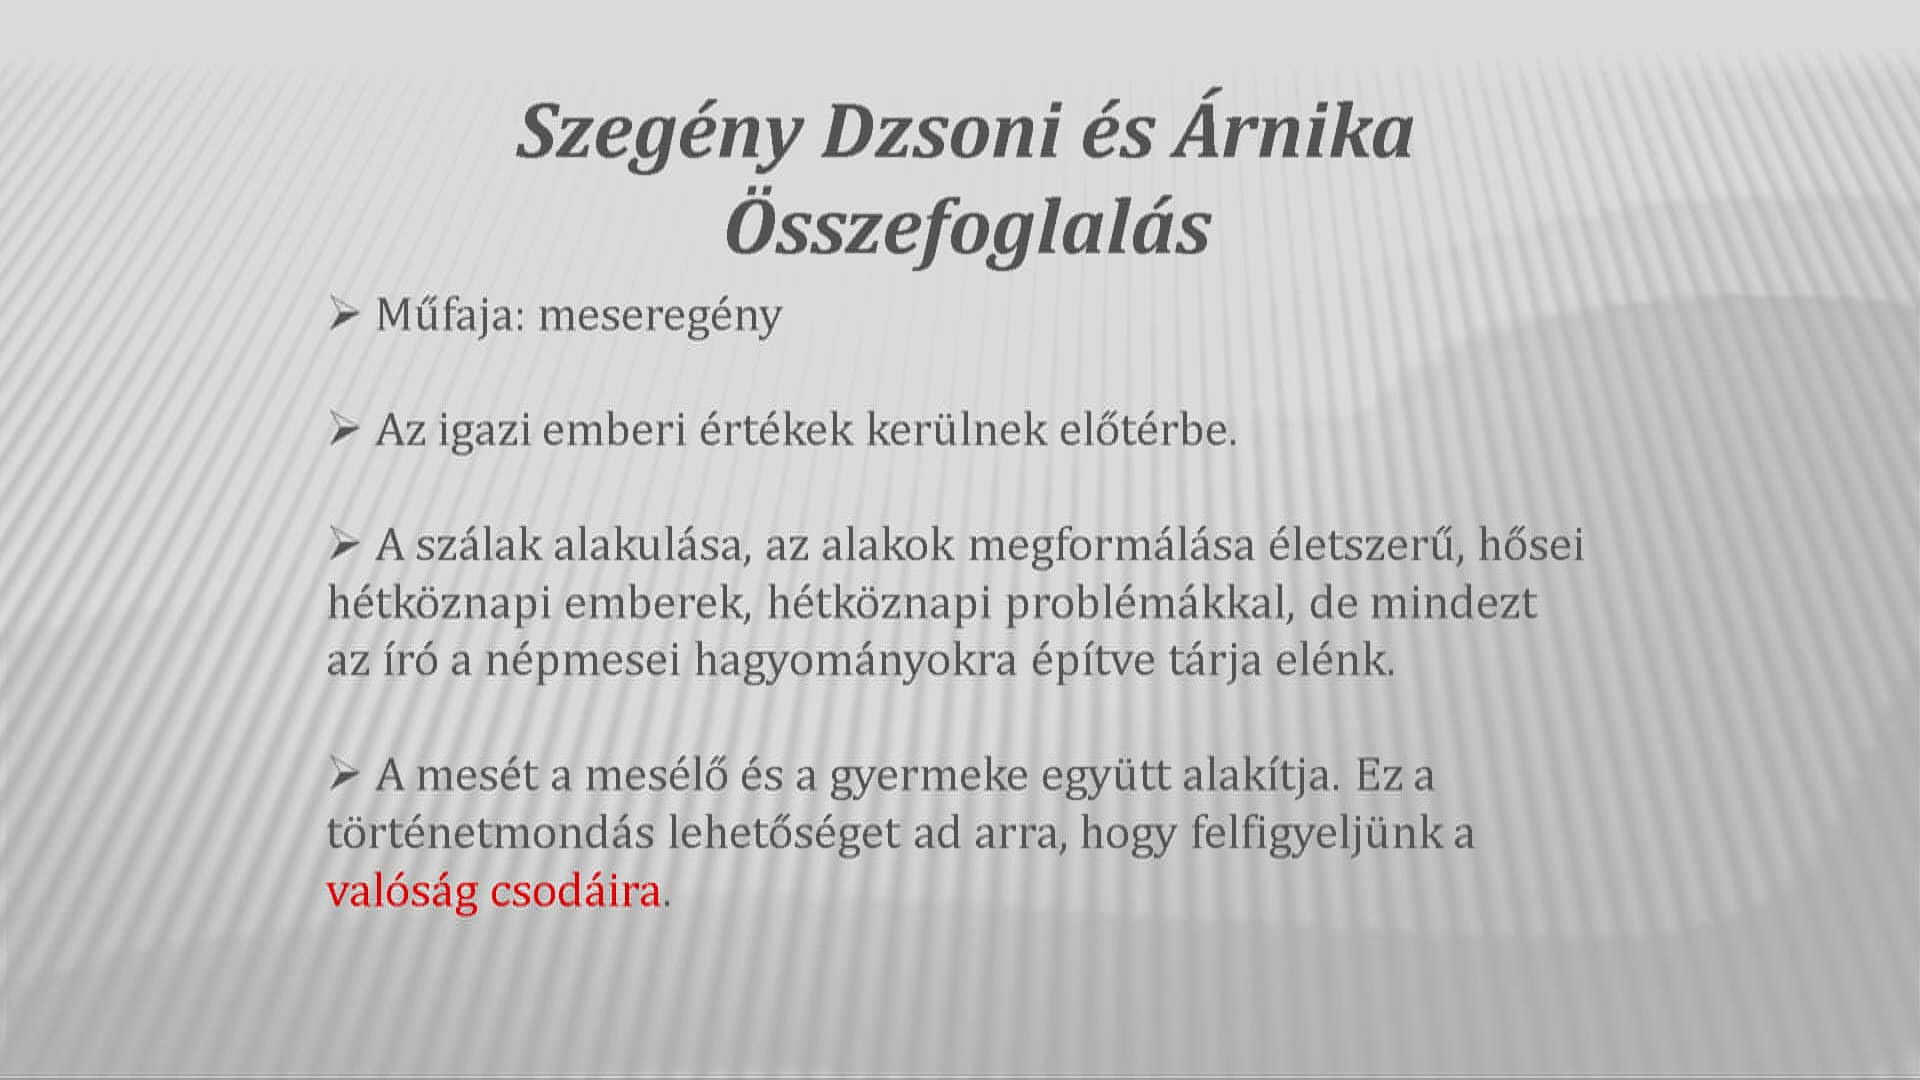 Szegény Dzsoni és Árnika
Összefoglalás
➢ Műfaja: meseregény
➢ Az igazi emberi értékek kerülnek előtérbe.
➢ A szálak alakulása, az alakok megformálása életszerű, hősei
hétköznapi emberek, hétköznapi problémákkal, de mindezt
az író a népmesei hagyományokra építve tárja elénk.
➢ A mesét a mesélő és a gyermeke együtt alakítja. Ez a
történetmondás lehetőséget ad arra, hogy felfigyeljünk a
valóság csodáira.